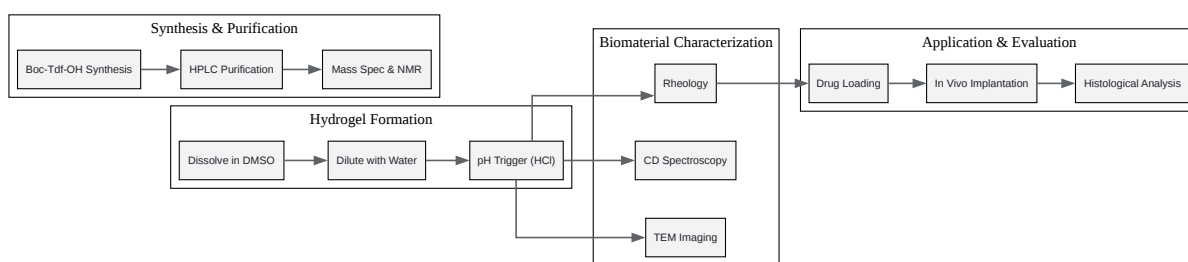 Synthesis & Purification
Boc-Tdf-OH Synthesis
HPLC Purification
Mass Spec & NMR
Hydrogel Formation
Dissolve in DMSO
Dilute with Water
pH Trigger (HCl)
Biomaterial Characterization
Rheology
CD Spectroscopy
TEM Imaging
Application & Evaluation
Drug Loading
In Vivo Implantation
Histological Analysis